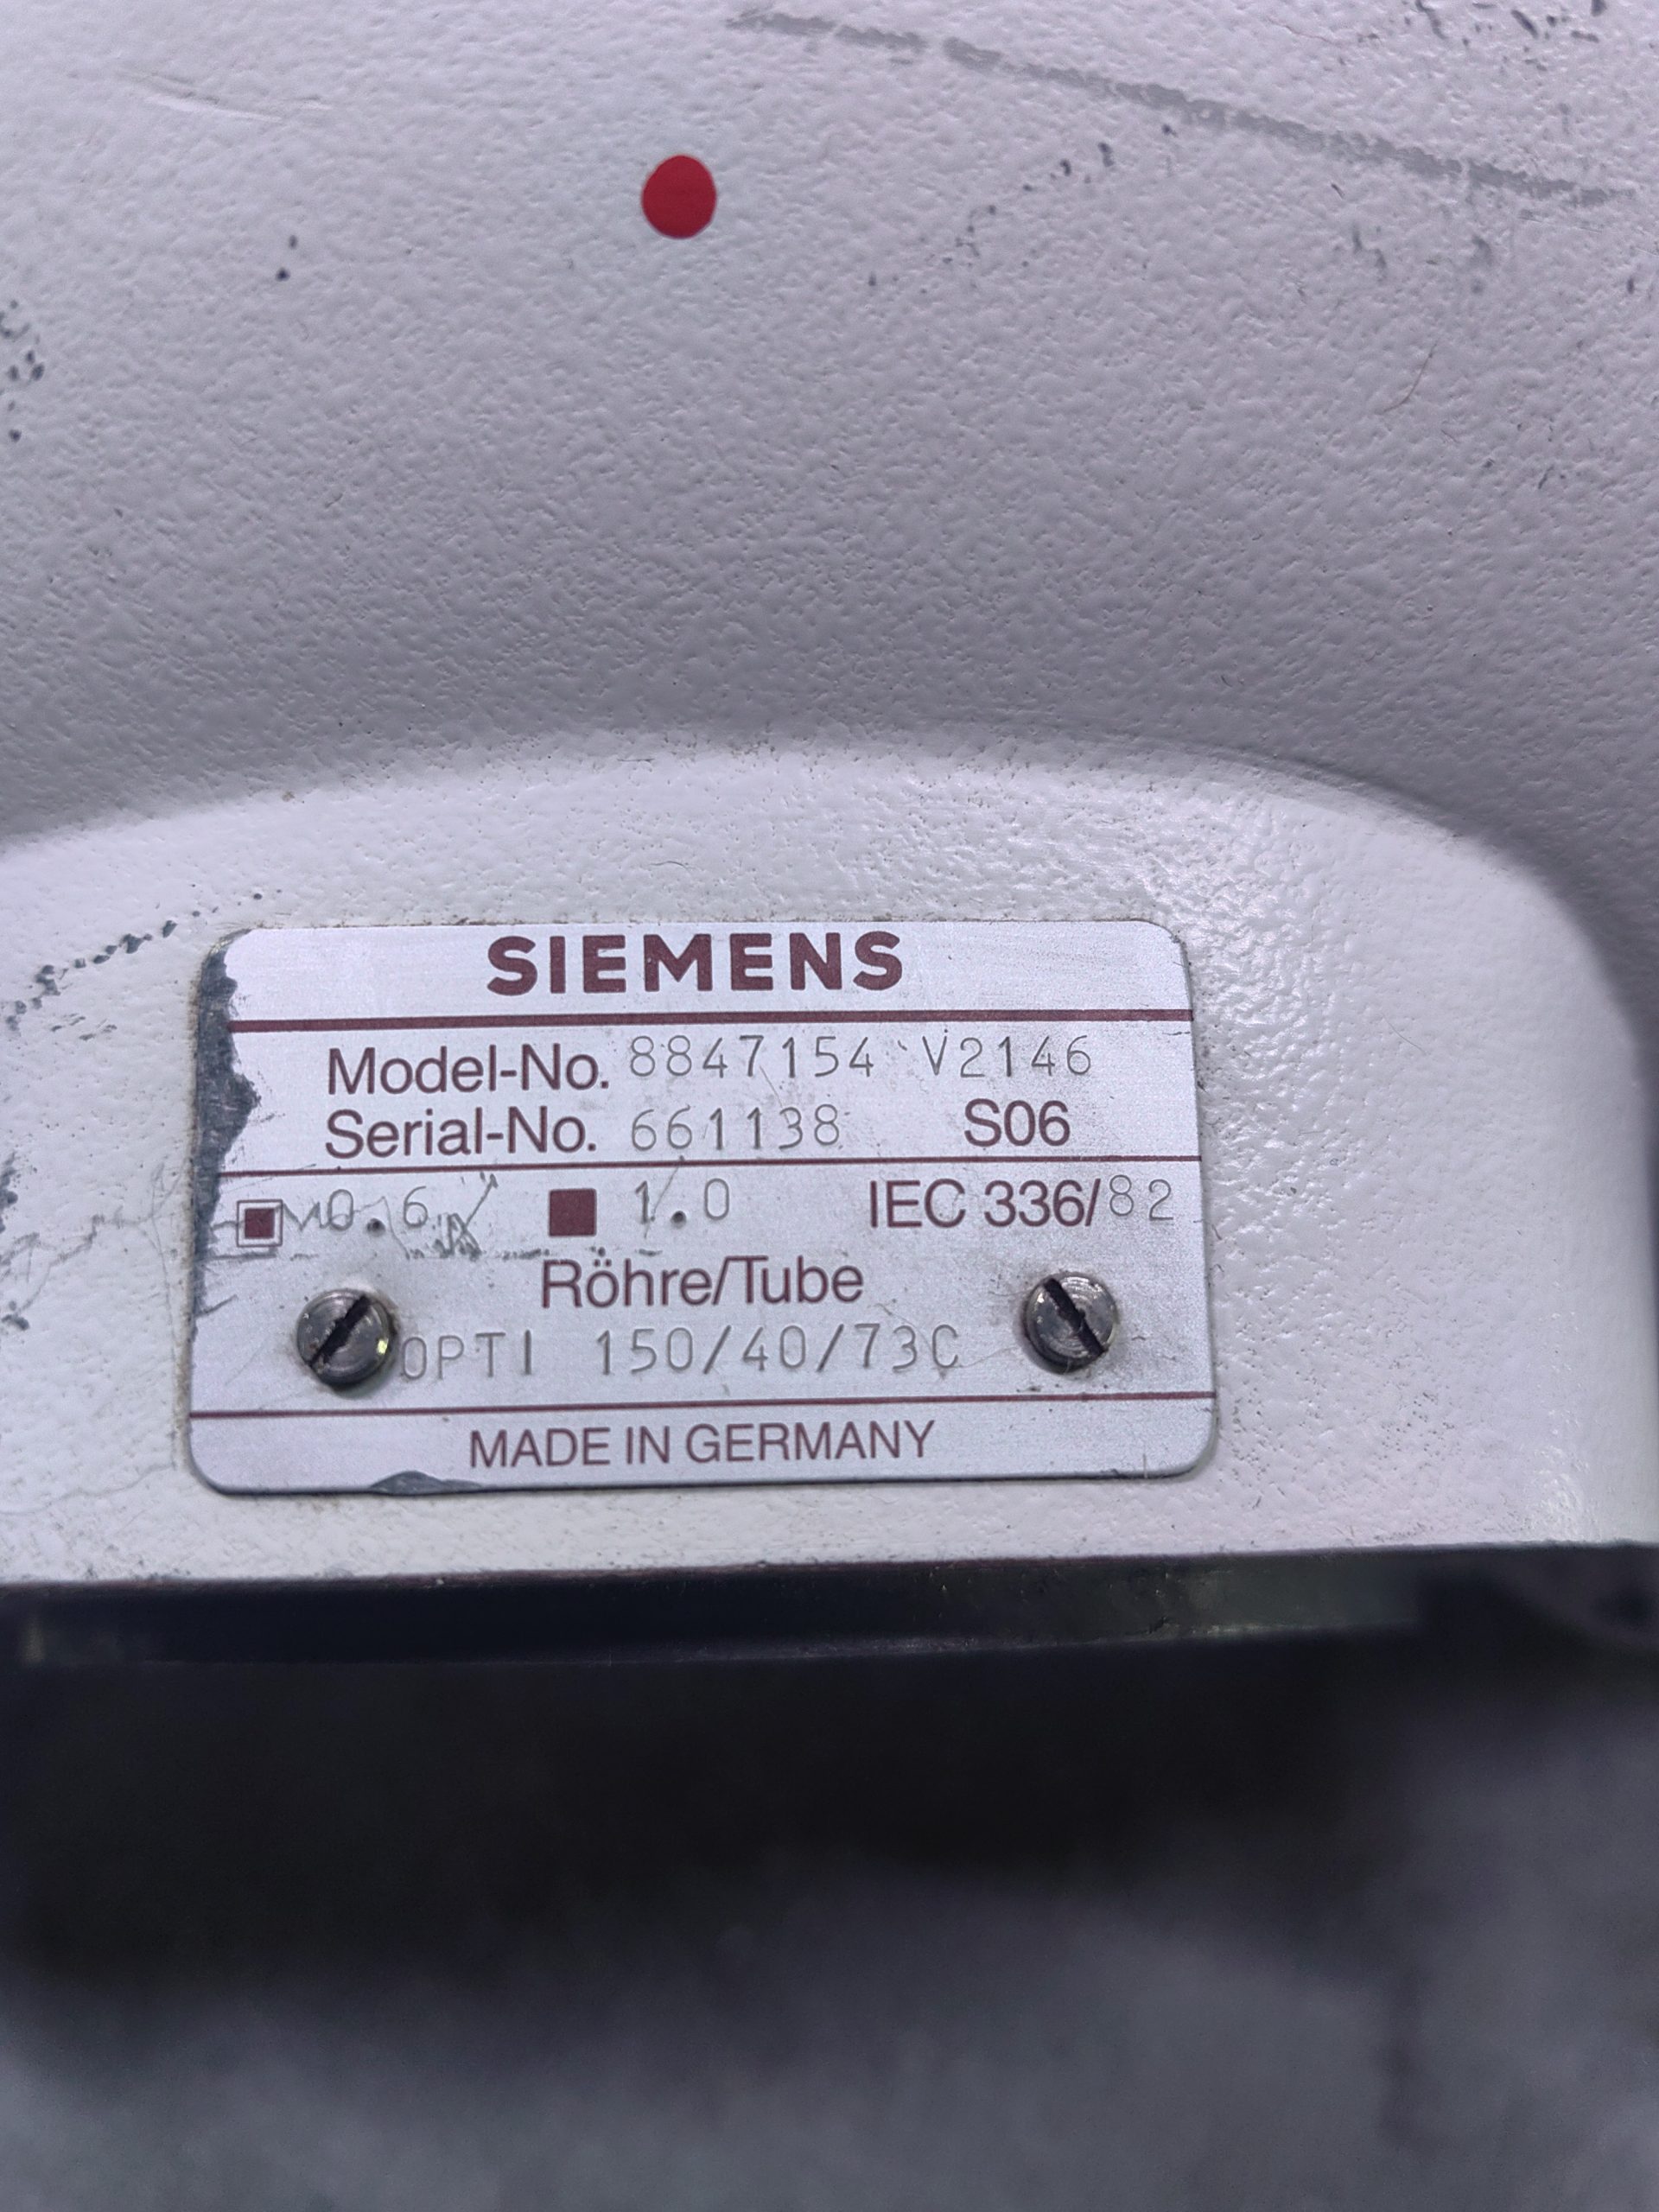 SIEMENS
Model-No. 8847154 V2146
Serial-No. 661138 S06
0.6 1.0 IEC 336/82
Röhre/Tube
OPTI 150/40/73C
MADE IN GERMANY